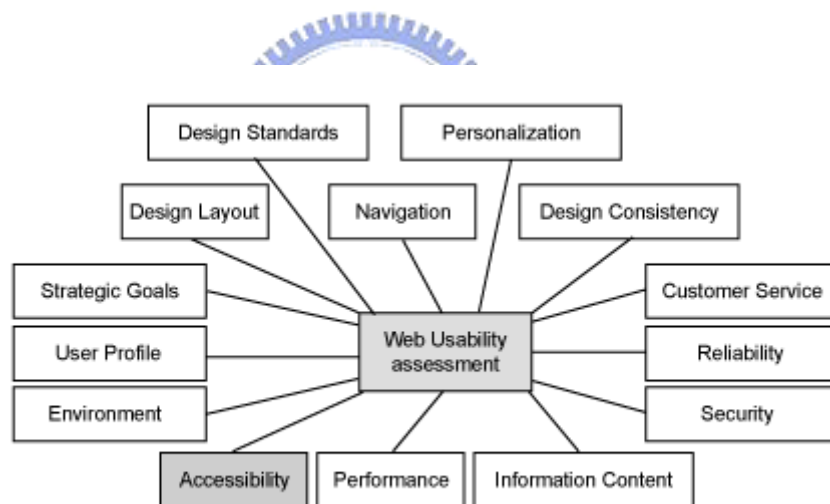 Design Standards
Personalization
Design Layout
Navigation
Design Consistency
Strategic Goals
Customer Service
Web Usability
assessment
User Profile
Reliability
Environment
Security
Accessibility
Performance
Information Content